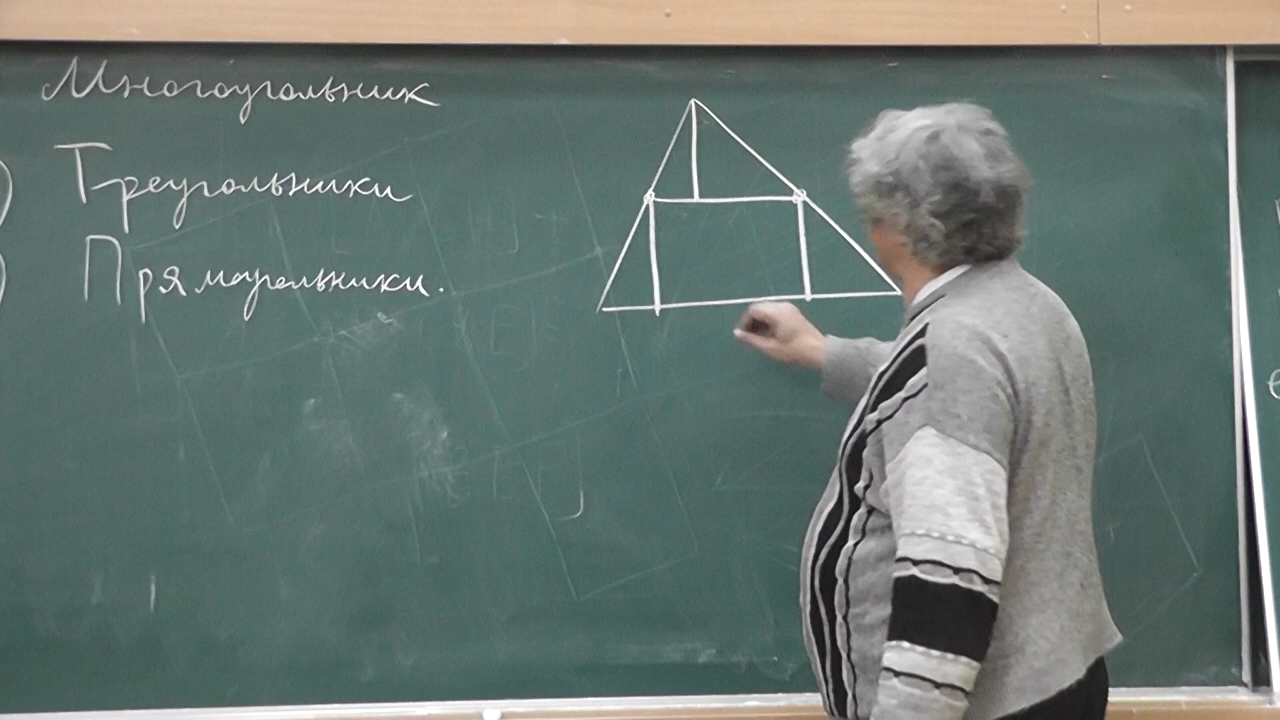 Многоугольник
) Треугольники
) Прямоугольники.